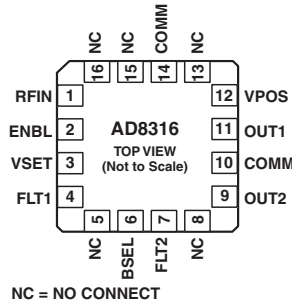 NC
NC
COMM
NC
16
15
14
13
RFIN 1
12 VPOS
ENBL 2
AD8316
11 OUT1
VSET 3
TOP VIEW
(Not to Scale)
10 COMM
FLT1 4
9 OUT2
5
6
7
8
NC
BSEL
FLT2
NC
NC = NO CONNECT